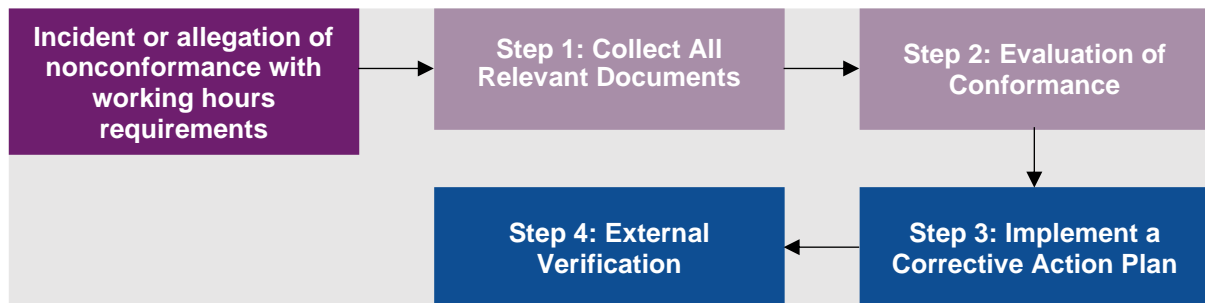 Incident or allegation of
nonconformance with
working hours
requirements
Step 1: Collect All
Relevant Documents
Step 2: Evaluation of
Conformance
Step 3: Implement a
Corrective Action Plan
Step 4: External
Verification